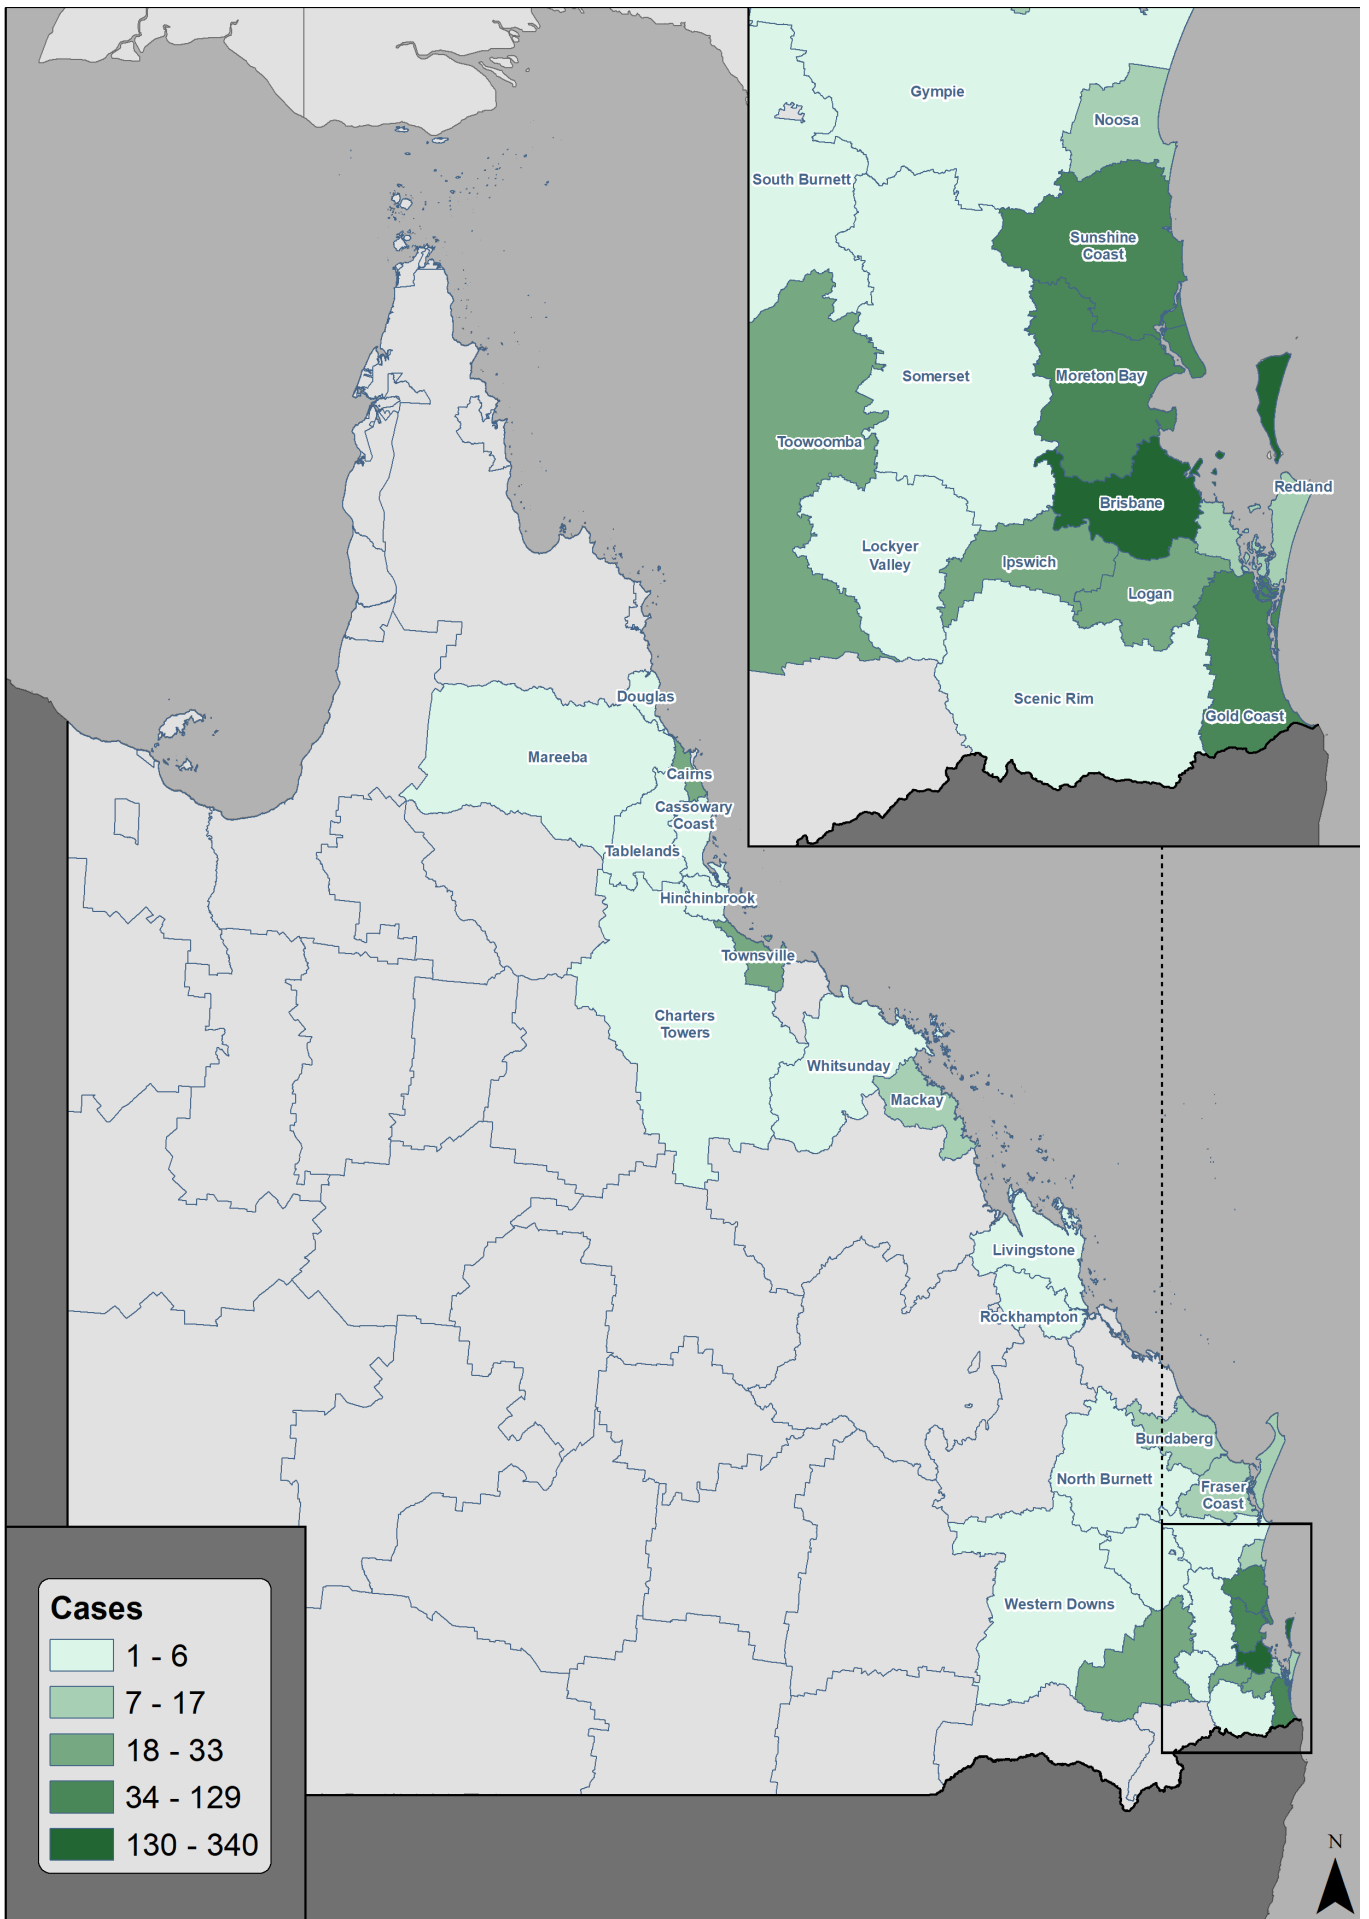 Gympie
Noosa
South Burnett
Sunshine
Coast
Somerset
Moreton Bay
Toowoomba
Redland
Brisbane
Lockyer
Valley
Ipswich
Logan
Scenic Rim
Gold Coast
Douglas
Mareeba
Cairns
Cassowary
Coast
Tablelands
Hinchinbrook
Townsville
Charters
Towers
Whitsunday
Mackay
Livingstone
Rockhampton
Bundaberg
North Burnett
Fraser
Coast
Western Downs
Cases
1 - 6
7 - 17
18 - 33
34 - 129
130 - 340
N